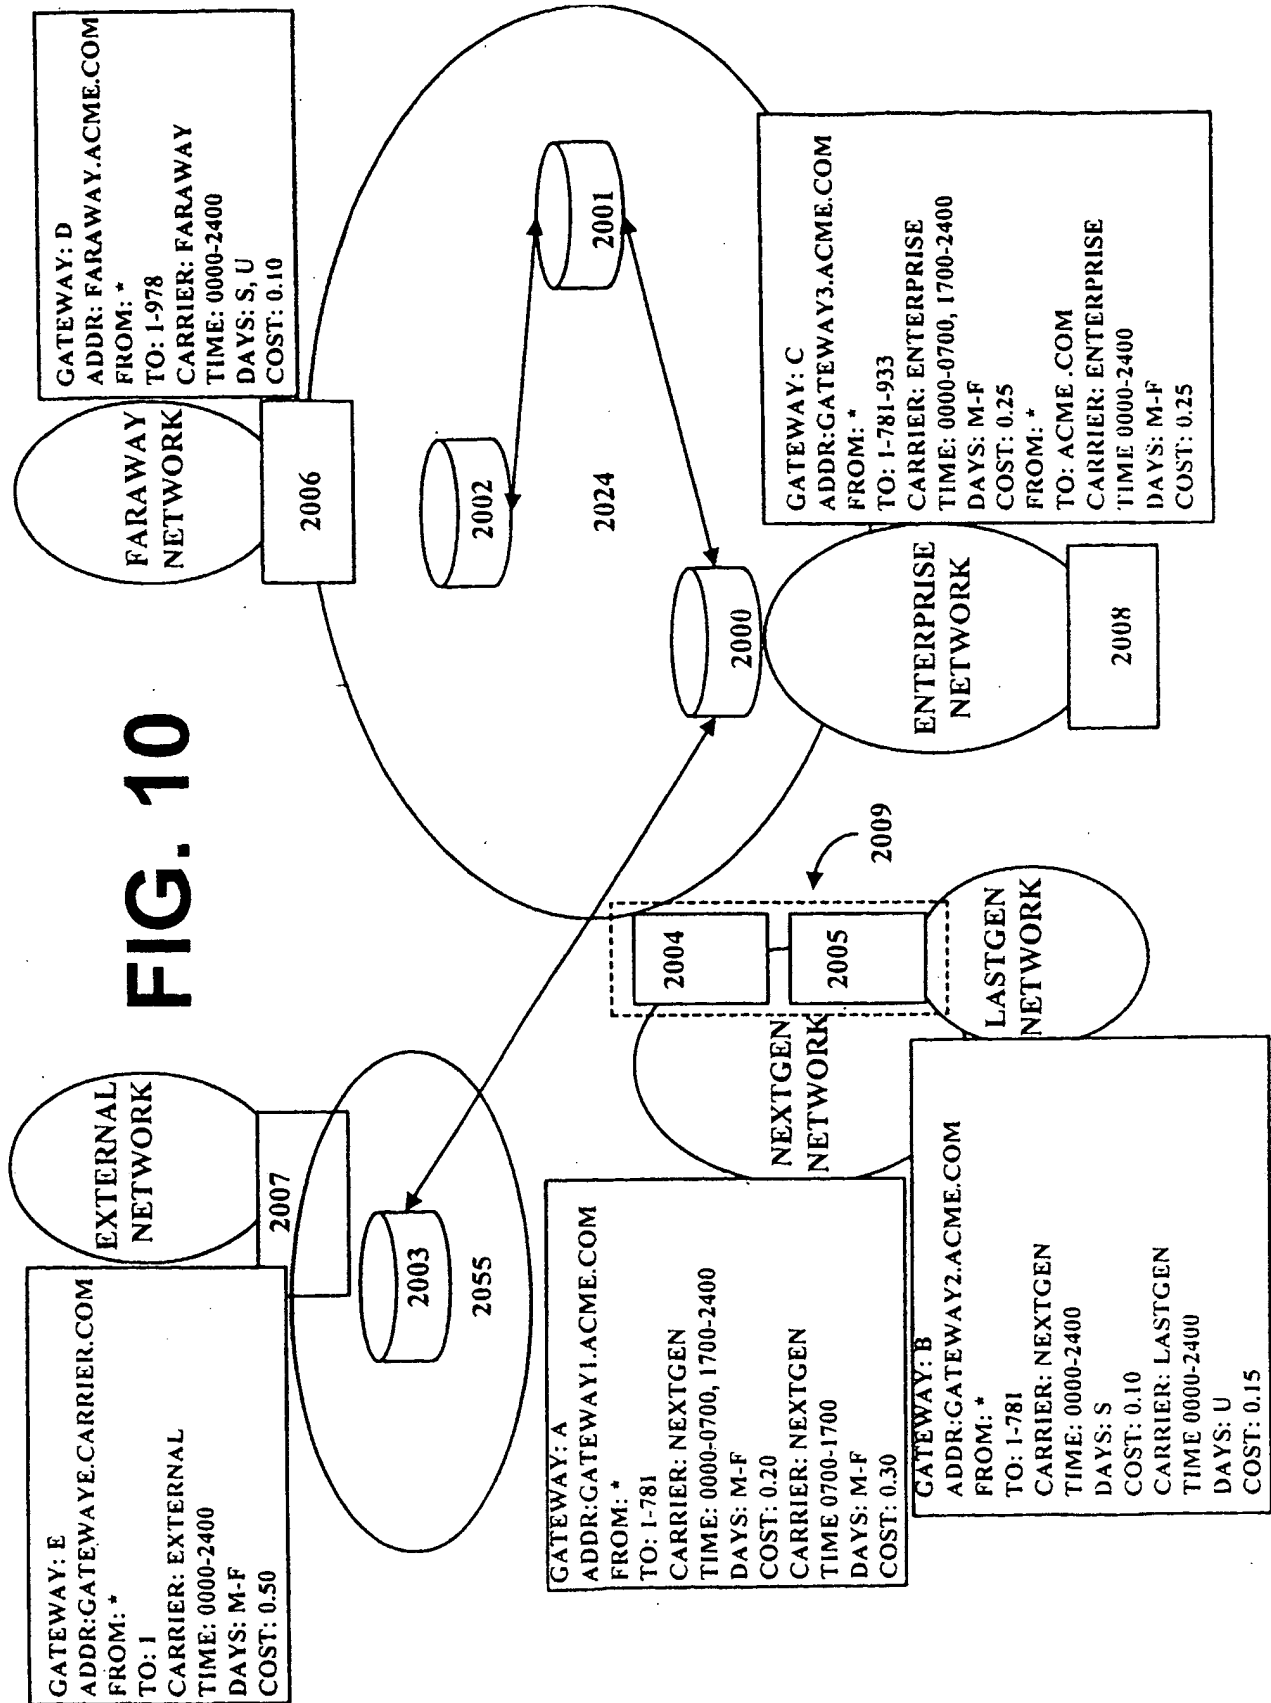 FIG. 10
GATEWAY: E
ADDR:GATEWAYE.CARRIER.COM
FROM: *
TO: 1
CARRIER: EXTERNAL
TIME: 0000-2400
DAYS: M-F
COST: 0.50
EXTERNAL
NETWORK
2007
2003
2055
FARAWAY
NETWORK
2006
GATEWAY: D
ADDR: FARAWAY.ACME.COM
FROM: *
TO: 1-978
CARRIER: FARAWAY
TIME: 0000-2400
DAYS: S, U
COST: 0.10
2002
2024
2001
2000
GATEWAY: A
ADDR:GATEWAY1.ACME.COM
FROM: *
TO: 1-781
CARRIER: NEXTGEN
TIME: 0000-0700, 1700-2400
DAYS: M-F
COST: 0.20
CARRIER: NEXTGEN
TIME 0700-1700
DAYS: M-F
COST: 0.30
NEXTGEN
NETWORK
2004
2005
2009
GATEWAY: B
ADDR:GATEWAY2.ACME.COM
FROM: *
TO: 1-781
CARRIER: NEXTGEN
TIME: 0000-2400
DAYS: S
COST: 0.10
CARRIER: LASTGEN
TIME 0000-2400
DAYS: U
COST: 0.15
LASTGEN
NETWORK
ENTERPRISE
NETWORK
2008
GATEWAY: C
ADDR:GATEWAY3.ACME.COM
FROM: *
TO: 1-781-933
CARRIER: ENTERPRISE
TIME: 0000-0700, 1700-2400
DAYS: M-F
COST: 0.25
FROM: *
TO: ACME .COM
CARRIER: ENTERPRISE
TIME 0000-2400
DAYS: M-F
COST: 0.25